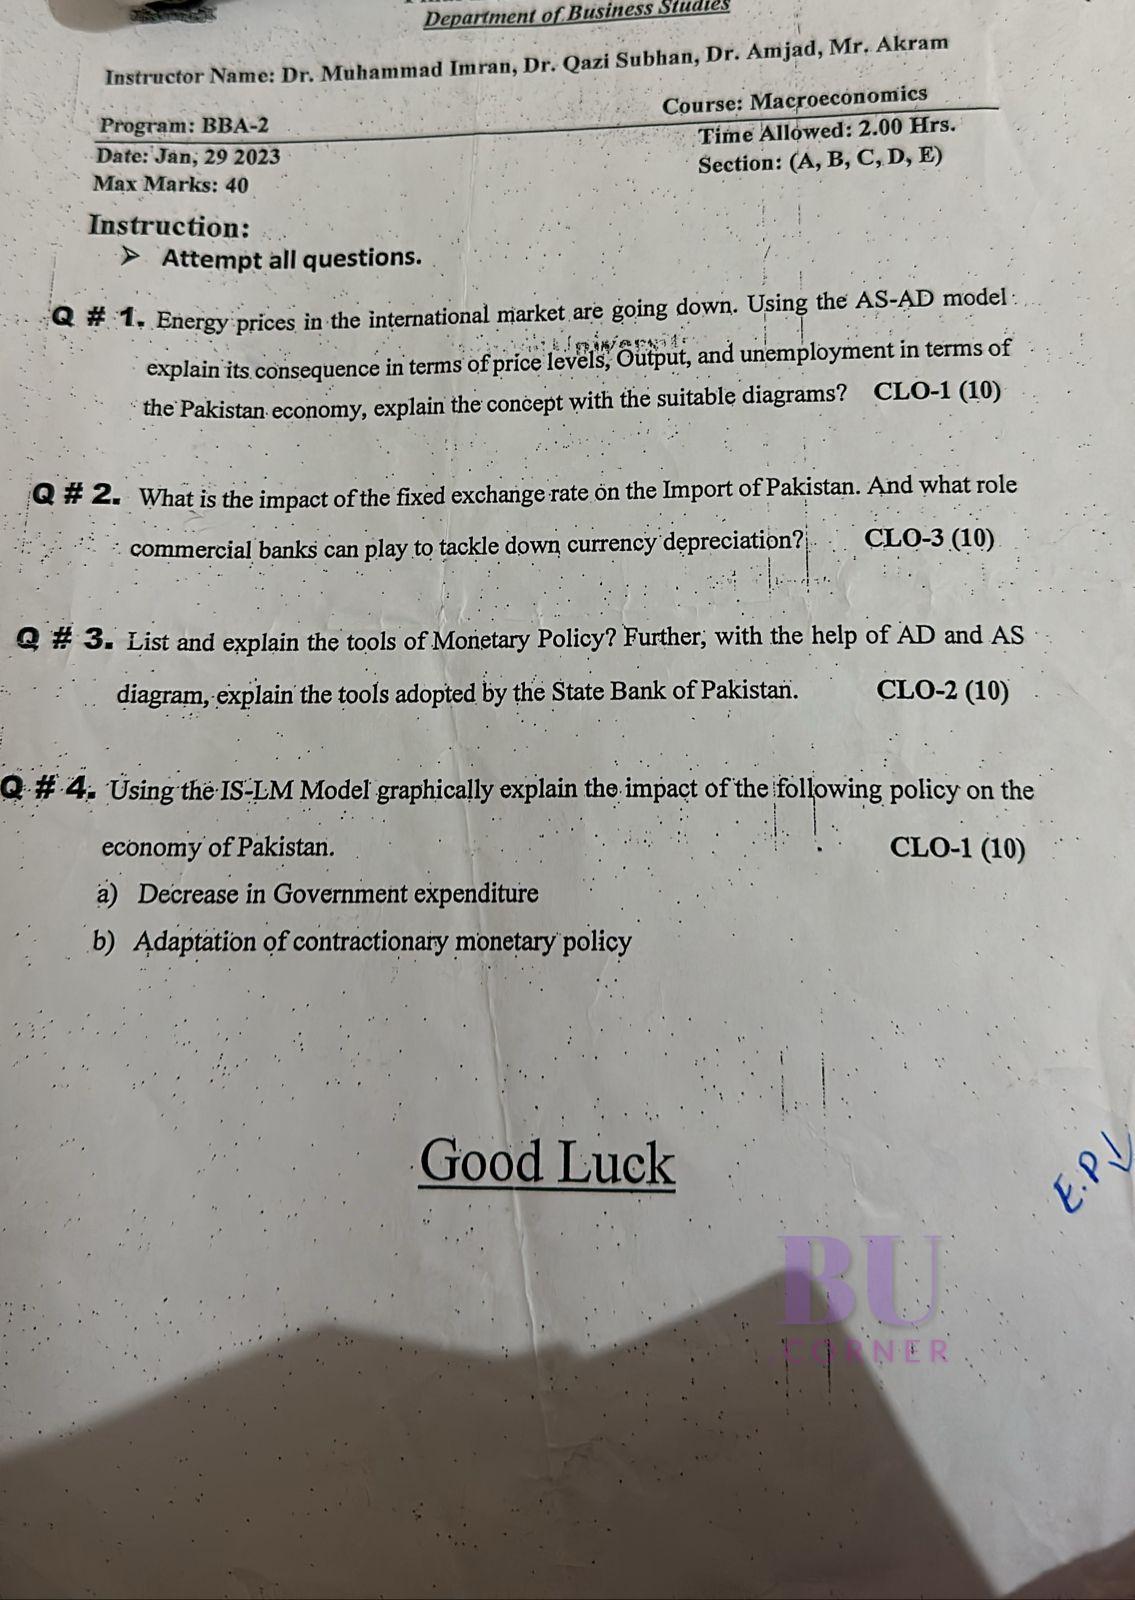 Department of Business Studies
Instructor Name: Dr. Muhammad Imran, Dr. Qazi Subhan, Dr. Amjad, Mr. Akram
Program: BBA-2 Course: Macroeconomics
Date: Jan, 29 2023 Time Allowed: 2.00 Hrs.
Max Marks: 40 Section: (A, B, C, D, E)
Instruction:
➤ Attempt all questions.
Q # 1. Energy prices in the international market are going down. Using the AS-AD model
explain its consequence in terms of price levels, Output, and unemployment in terms of
the Pakistan economy, explain the concept with the suitable diagrams? CLO-1 (10)
Q # 2. What is the impact of the fixed exchange rate on the Import of Pakistan. And what role
commercial banks can play to tackle down currency depreciation? CLO-3 (10)
Q # 3. List and explain the tools of Monetary Policy? Further, with the help of AD and AS
diagram, explain the tools adopted by the State Bank of Pakistan. CLO-2 (10)
Q # 4. Using the IS-LM Model graphically explain the impact of the following policy on the
economy of Pakistan. CLO-1 (10)
a) Decrease in Government expenditure
b) Adaptation of contractionary monetary policy
Good Luck
E.P↓
BU
CORNER